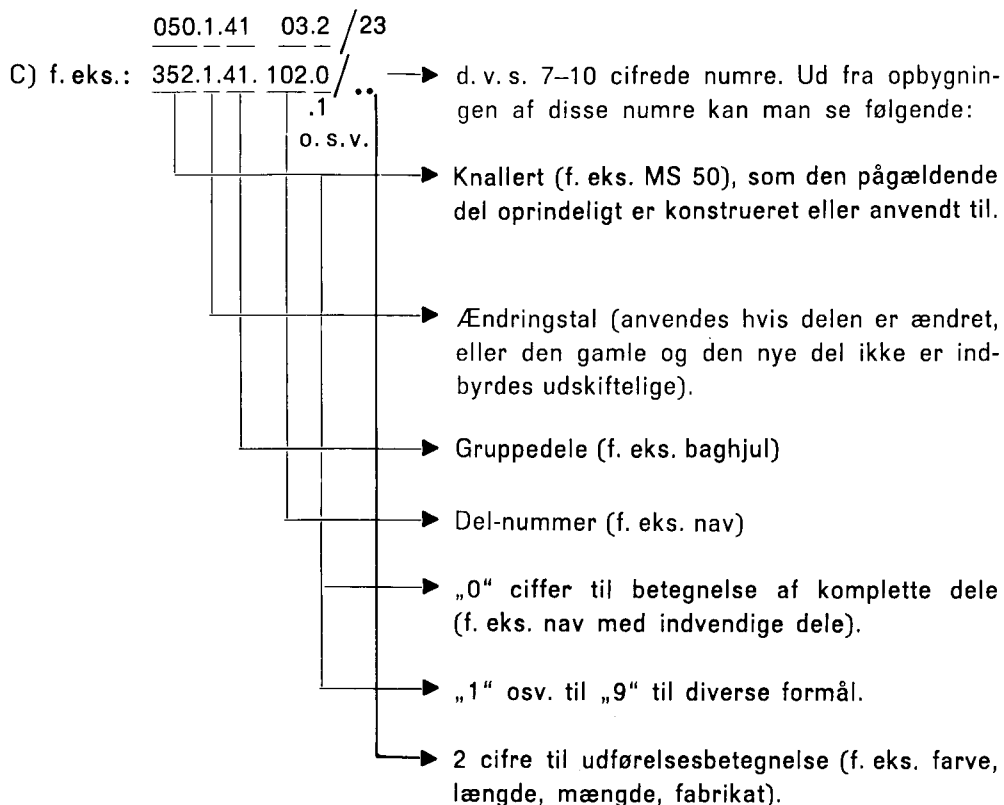 050.1.41 03.2/23
C) f. eks.: 352.1.41. 102.0/.. d. v. s. 7–10 cifrede numre. Ud fra opbygnin-
.1 gen af disse numre kan man se følgende:
o. s. v.
Knallert (f. eks. MS 50), som den pågældende
del oprindeligt er konstrueret eller anvendt til.
Ændringstal (anvendes hvis delen er ændret,
eller den gamle og den nye del ikke er ind-
byrdes udskiftelige).
Gruppedele (f. eks. baghjul)
Del-nummer (f. eks. nav)
„0“ ciffer til betegnelse af komplette dele
(f. eks. nav med indvendige dele).
„1“ osv. til „9“ til diverse formål.
2 cifre til udførelsesbetegnelse (f. eks. farve,
længde, mængde, fabrikat).